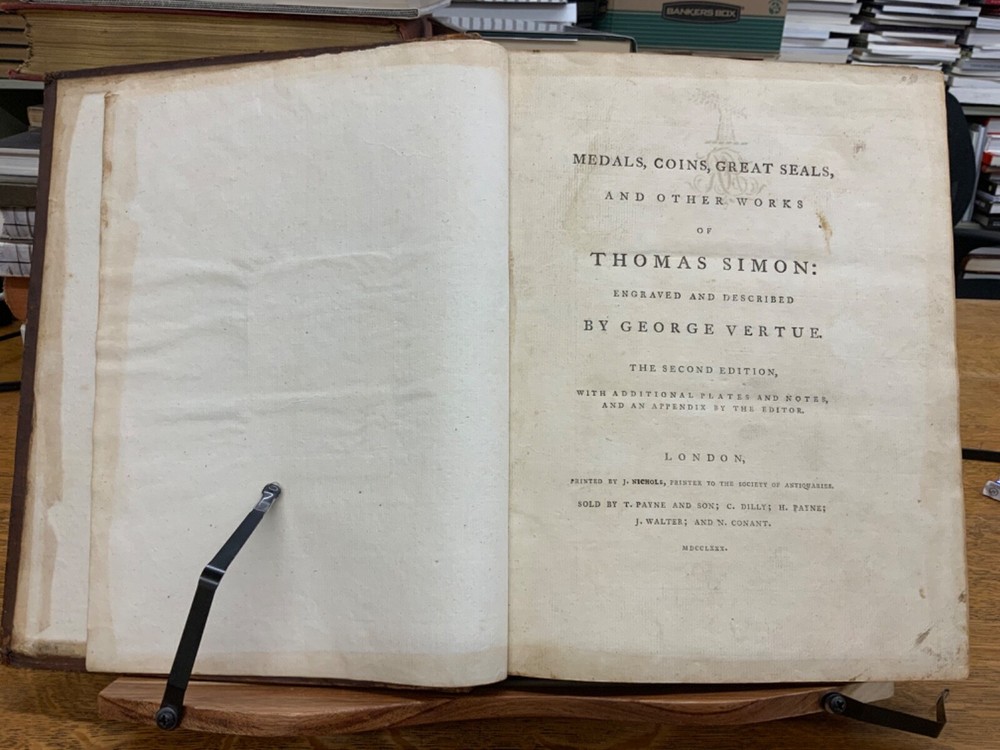 BANKERS BOX
MEDALS, COINS, GREAT SEALS,
AND OTHER WORKS
OF
THOMAS SIMON:
ENGRAVED AND DESCRIBED
BY GEORGE VERTUE.
THE SECOND EDITION,
WITH ADDITIONAL PLATES AND NOTES,
AND AN APPENDIX BY THE EDITOR.
LONDON,
PRINTED BY J. NICHOLS, PRINTER TO THE SOCIETY OF ANTIQUARIES.
SOLD BY T. PAYNE AND SON; C. DILLY; H. PAYNE;
J. WALTER; AND N. CONANT.
MDCCLXXX.